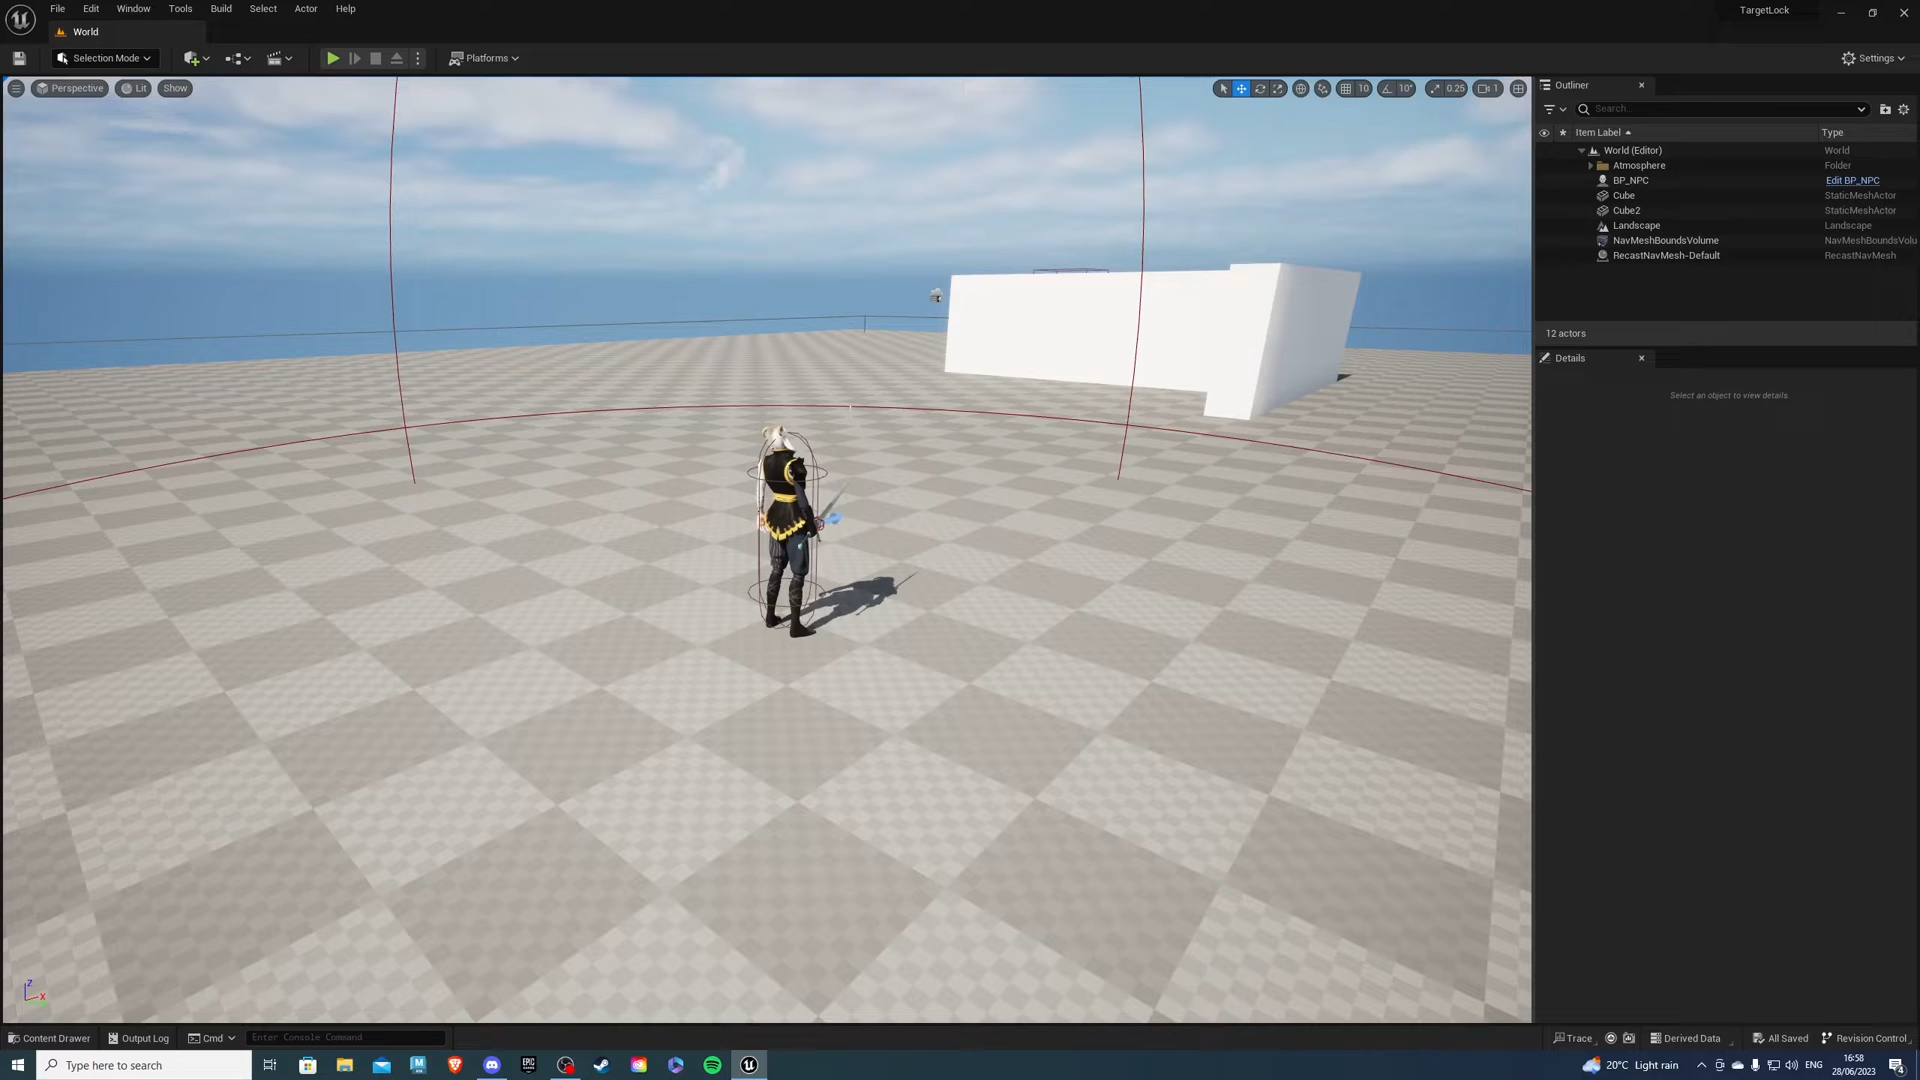 File Edit Window Tools Build Select Actor Help
TargetLock
World
Selection Mode
Platforms
Settings
Perspective Lit Show
10 10° 0.25 1
Outliner
Search...
Item Label Type
World (Editor) World
Atmosphere Folder
BP_NPC Edit BP_NPC
Cube StaticMeshActor
Cube2 StaticMeshActor
Landscape Landscape
NavMeshBoundsVolume NavMeshBoundsVolu
RecastNavMesh-Default RecastNavMesh
12 actors
Details
Select an object to view details.
Z
X
Content Drawer Output Log Cmd Enter Console Command
Trace Derived Data All Saved Revision Control
Type here to search
20°C Light rain ENG
16:58
28/06/2023
4